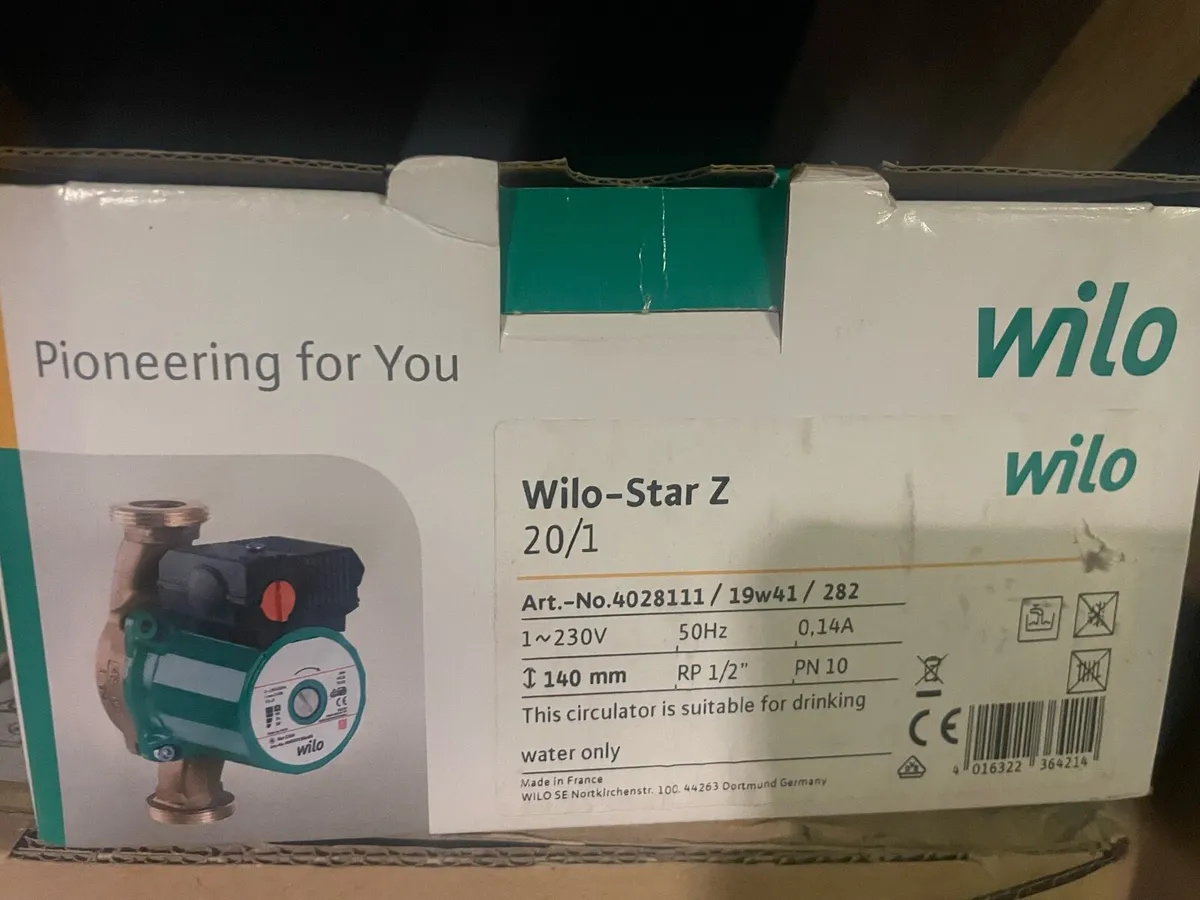 Pioneering for You
wilo
wilo
Wilo-Star Z
20/1
Art.-No.4028111 / 19w41 / 282
1~230V 50Hz 0,14A
140 mm RP 1/2" PN 10
This circulator is suitable for drinking
water only
Made in France
WILO SE Nortkirchenstr. 100. 44263 Dortmund Germany
CE
4 016322 364214
CE
wilo